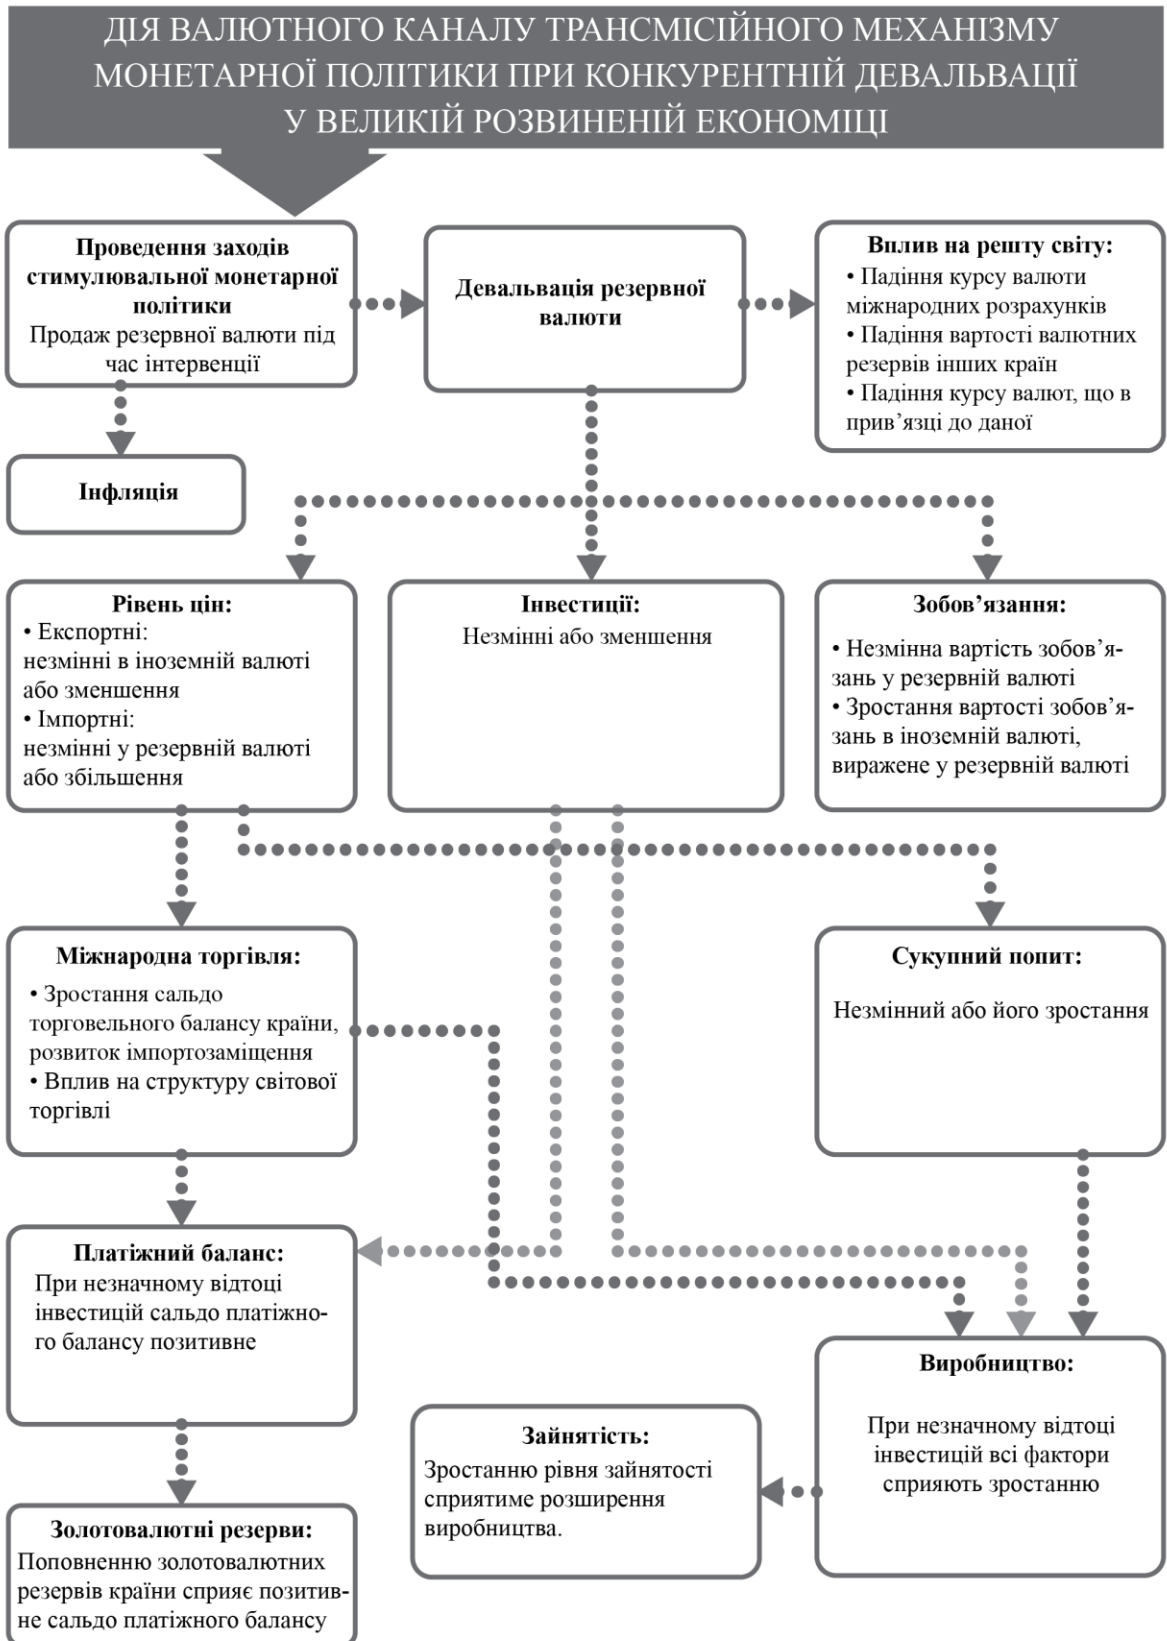 ДІЯ ВАЛЮТНОГО КАНАЛУ ТРАНСМІСІЙНОГО МЕХАНІЗМУ
МОНЕТАРНОЇ ПОЛІТИКИ ПРИ КОНКУРЕНТНІЙ ДЕВАЛЬВАЦІЇ
У ВЕЛИКІЙ РОЗВИНЕНІЙ ЕКОНОМІЦІ
Проведення заходів
стимулювальної монетарної
політики
Продаж резервної валюти під
час інтервенції
Девальвація резервної
валюти
Вплив на решту світу:
• Падіння курсу валюти
міжнародних розрахунків
• Падіння вартості валютних
резервів інших країн
• Падіння курсу валют, що в
прив’язці до даної
Інфляція
Рівень цін:
• Експортні:
незмінні в іноземній валюті
або зменшення
• Імпортні:
незмінні у резервній валюті
або збільшення
Інвестиції:
Незмінні або зменшення
Зобов’язання:
• Незмінна вартість зобов’я-
зань у резервній валюті
• Зростання вартості зобов’я-
зань в іноземній валюті,
виражене у резервній валюті
Міжнародна торгівля:
• Зростання сальдо
торговельного балансу країни,
розвиток імпортозаміщення
• Вплив на структуру світової
торгівлі
Сукупний попит:
Незмінний або його зростання
Платіжний баланс:
При незначному відтоці
інвестицій сальдо платіжно-
го балансу позитивне
Виробництво:
При незначному відтоці
інвестицій всі фактори
сприяють зростанню
Зайнятість:
Зростанню рівня зайнятості
сприятиме розширення
виробництва.
Золотовалютні резерви:
Поповненню золотовалютних
резервів країни сприяє позитив-
не сальдо платіжного балансу